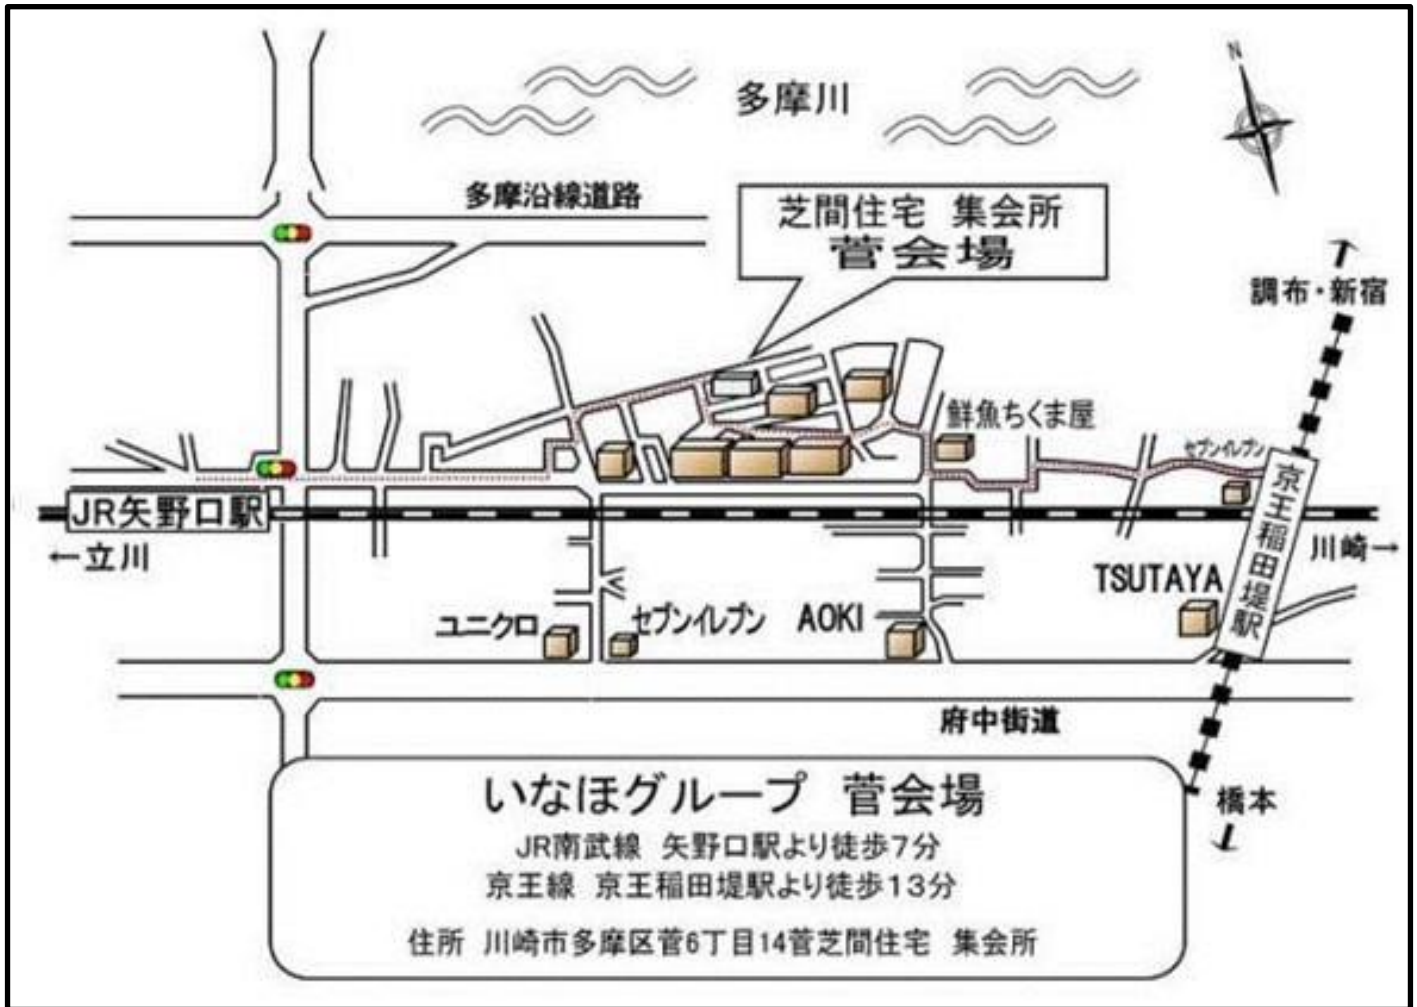 N
多摩川
多摩沿線道路
芝間住宅 集会所
菅会場
調布・新宿
鮮魚ちくま屋
セブンイレブン
京王稲田堤駅
JR矢野口駅
←立川
川崎→
TSUTAYA
ユニクロ
セブンイレブン
AOKI
府中街道
橋本
いなほグループ 菅会場
JR南武線 矢野口駅より徒歩7分
京王線 京王稲田堤駅より徒歩13分
住所 川崎市多摩区菅6丁目14菅芝間住宅 集会所